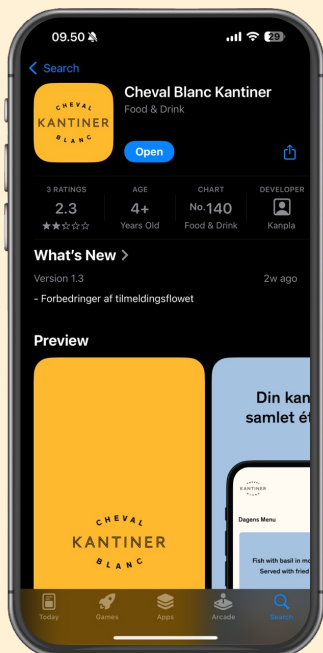 09.50
29
Search
CHEVAL
KANTINER
BLANC
Cheval Blanc Kantiner
Food & Drink
Open
3 RATINGS
AGE
CHART
DEVELOPER
2.3
4+
No.140
Years Old
Food & Drink
Kanpla
What's New
Version 1.3
2w ago
- Forbedringer af tilmeldingsflowet
Preview
CHEVAL
KANTINER
BLANC
Din kan
samlet ét
KANTINER
Dagens Menu
Fish with basil in mo
Served with fried
Today
Games
Apps
Arcade
Search